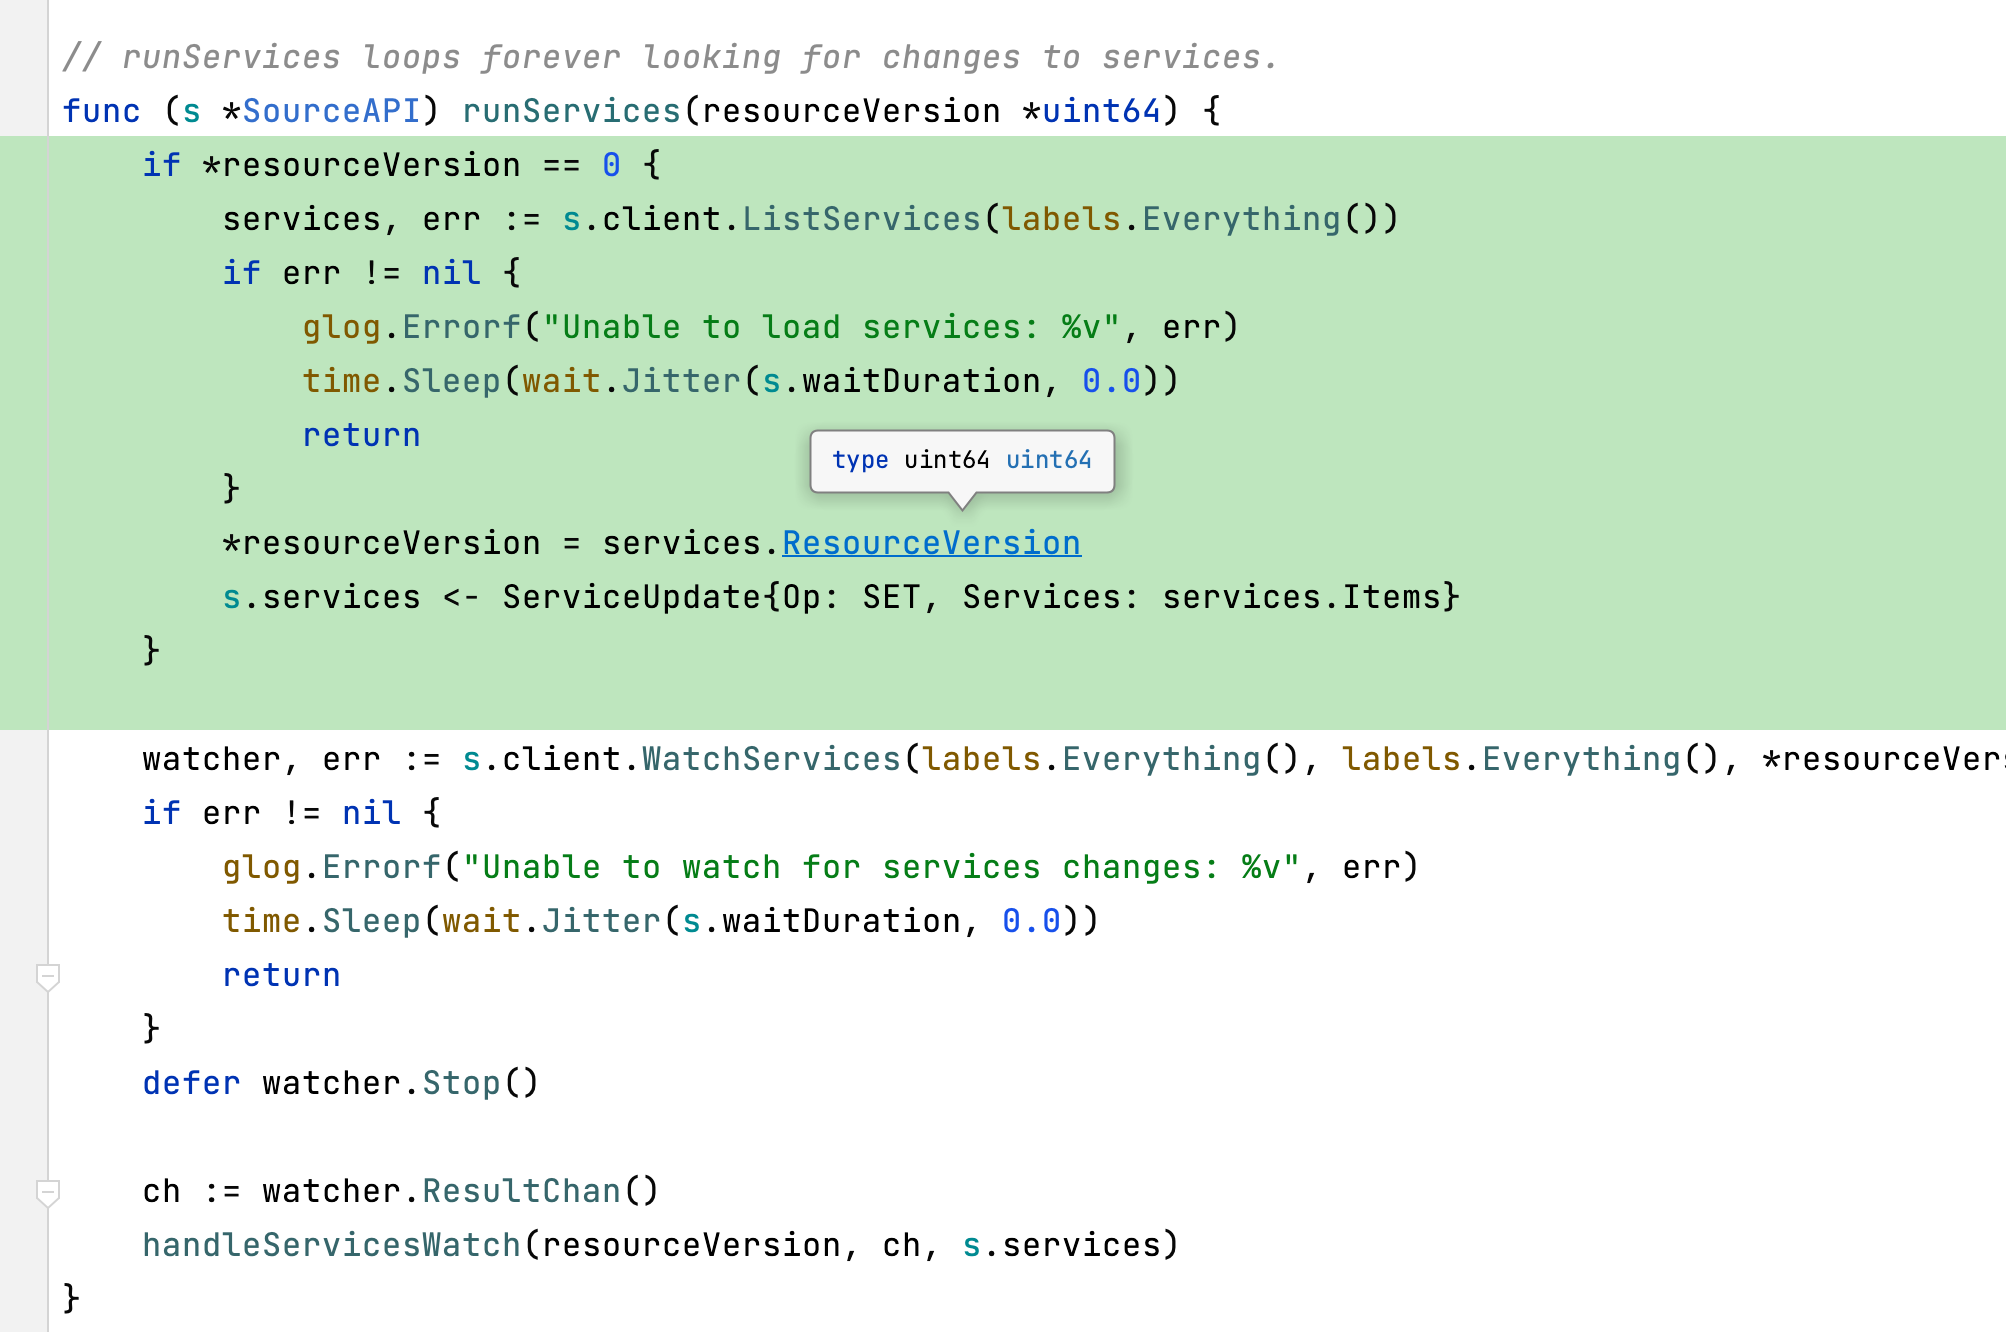 // runServices loops forever looking for changes to services.
func (s *SourceAPI) runServices(resourceVersion *uint64) {
if *resourceVersion == 0 {
services, err := s.client.ListServices(labels.Everything())
if err != nil {
glog.Errorf("Unable to load services: %v", err)
time.Sleep(wait.Jitter(s.waitDuration, 0.0))
return
type uint64 uint64
}
*resourceVersion = services.ResourceVersion
s.services <- ServiceUpdate{Op: SET, Services: services.Items}
}
watcher, err := s.client.WatchServices(labels.Everything(), labels.Everything(), *resourceVer
if err != nil {
glog.Errorf("Unable to watch for services changes: %v", err)
time.Sleep(wait.Jitter(s.waitDuration, 0.0))
return
}
defer watcher.Stop()
ch := watcher.ResultChan()
handleServicesWatch(resourceVersion, ch, s.services)
}